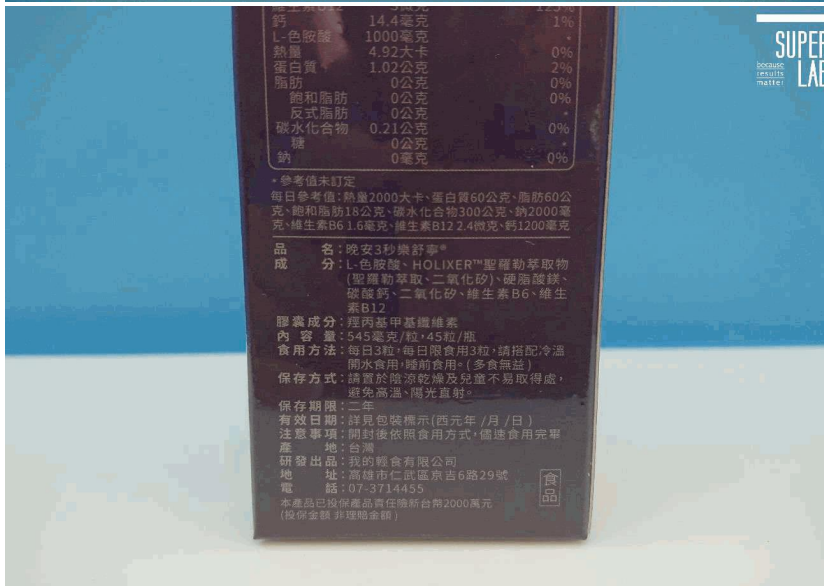 維生素B12 3微克 125%
鈣 14.4毫克 1%
L-色胺酸 1000毫克 *
熱量 4.92大卡 0%
蛋白質 1.02公克 2%
脂肪 0公克 0%
飽和脂肪 0公克 0%
反式脂肪 0公克 *
碳水化合物 0.21公克 0%
糖 0公克 *
鈉 0毫克 0%
*參考值未訂定
每日參考值:熱量2000大卡、蛋白質60公克、脂肪60公
克、飽和脂肪18公克、碳水化合物300公克、鈉2000毫
克、維生素B6 1.6毫克、維生素B12 2.4微克、鈣1200毫克
品名:晚安3秒樂舒寧®
成分:L-色胺酸、HOLIXER™聖羅勒萃取物
(聖羅勒萃取、二氧化矽)、硬脂酸鎂、
碳酸鈣、二氧化矽、維生素B6、維生
素B12
膠囊成分:羥丙基甲基纖維素
內容量:545毫克/粒,45粒/瓶
食用方法:每日3粒,每日限食用3粒,請搭配冷溫
開水食用,睡前食用。(多食無益)
保存方式:請置於陰涼乾燥及兒童不易取得處,
避免高溫、陽光直射。
保存期限:二年
有效日期:詳見包裝標示(西元年/月/日)
注意事項:開封後依照食用方式,儘速食用完畢
產地:台灣
研發出品:我的輕食有限公司
地址:高雄市仁武區京吉6路29號
電話:07-3714455
本產品已投保產品責任險新台幣2000萬元
(投保金額 非理賠金額)
食品
SUPER
because
results
matter
LAB